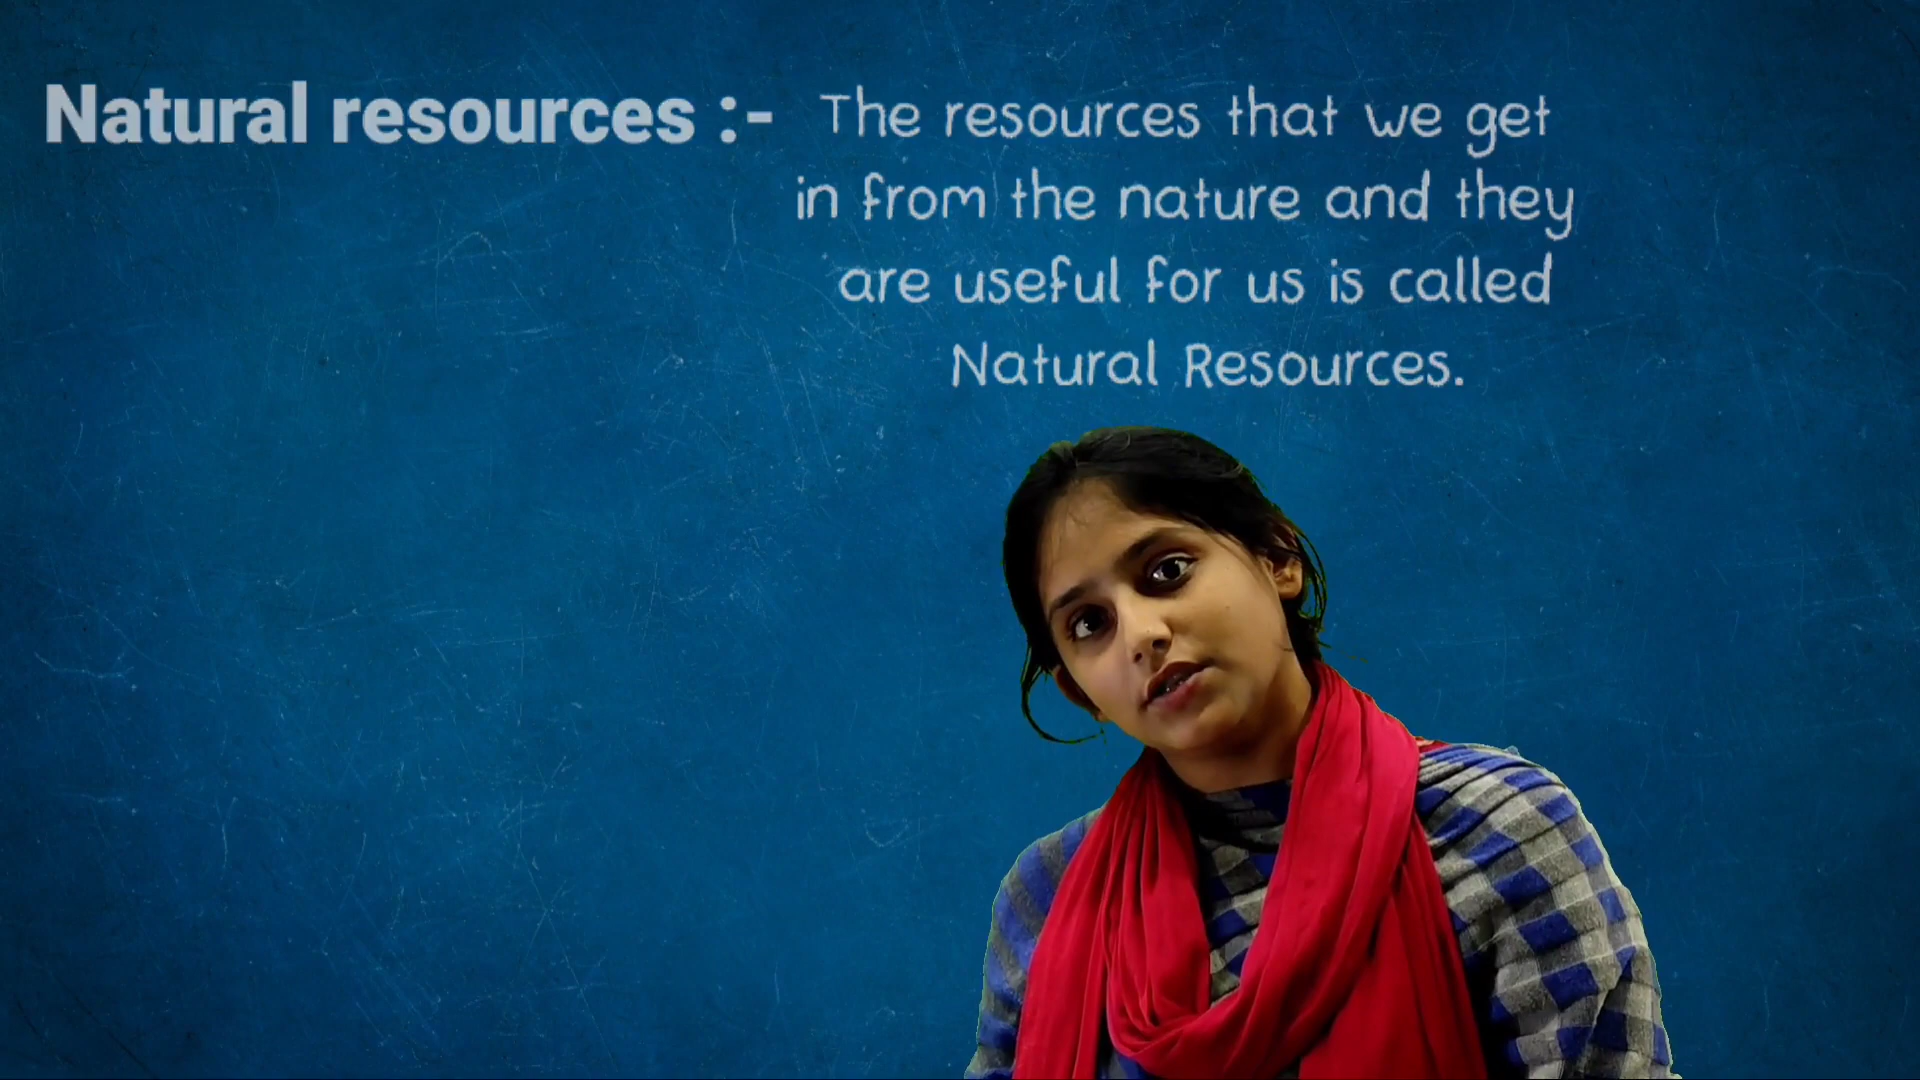 Natural resources :- The resources that we get
in from the nature and they
are useful for us is called
Natural Resources.